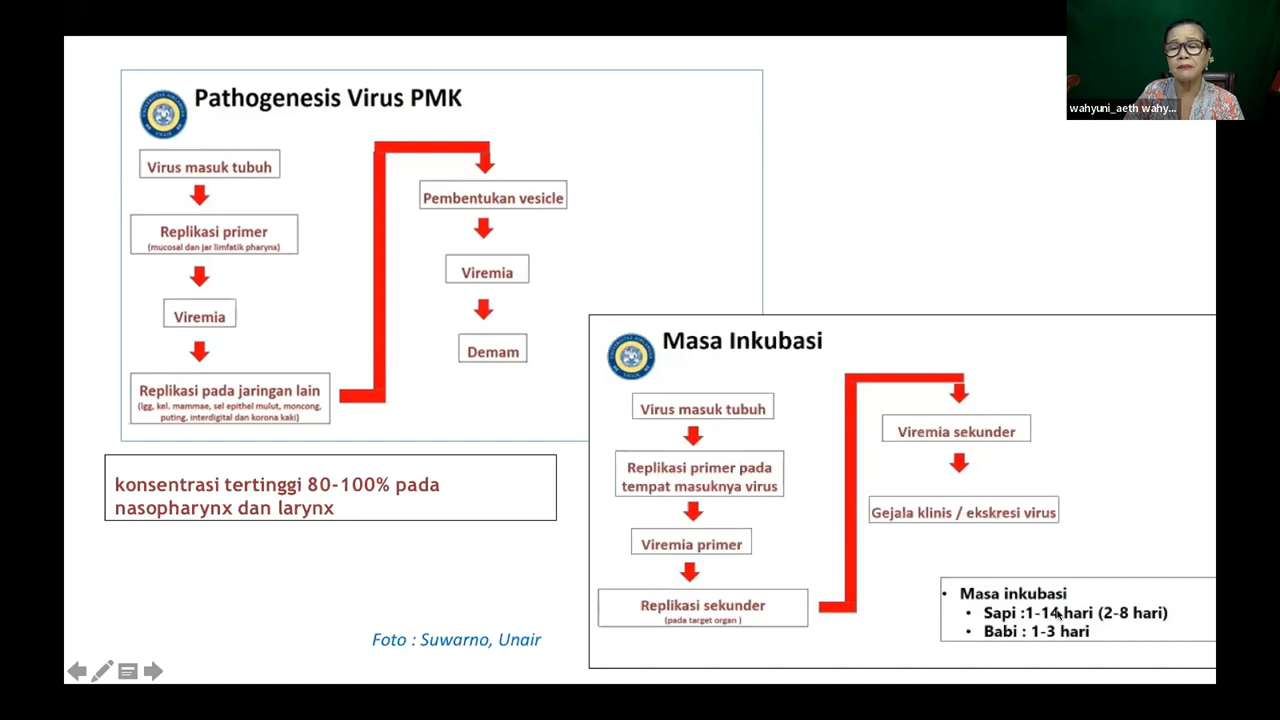 Pathogenesis Virus PMK
Virus masuk tubuh
Replikasi primer
(mucosal dan jar limfatik pharynx)
Viremia
Replikasi pada jaringan lain
(lgg, kel. mammae, sel epithel mulut, moncong,
puting, interdigital dan korona kaki)
Pembentukan vesicle
Viremia
Demam
konsentrasi tertinggi 80-100% pada
nasopharynx dan larynx
Foto : Suwarno, Unair
Masa Inkubasi
Virus masuk tubuh
Replikasi primer pada
tempat masuknya virus
Viremia primer
Replikasi sekunder
(pada target organ )
Viremia sekunder
Gejala klinis / ekskresi virus
• Masa inkubasi
• Sapi :1-14 hari (2-8 hari)
• Babi : 1-3 hari
wahyuni_aeth wahy...